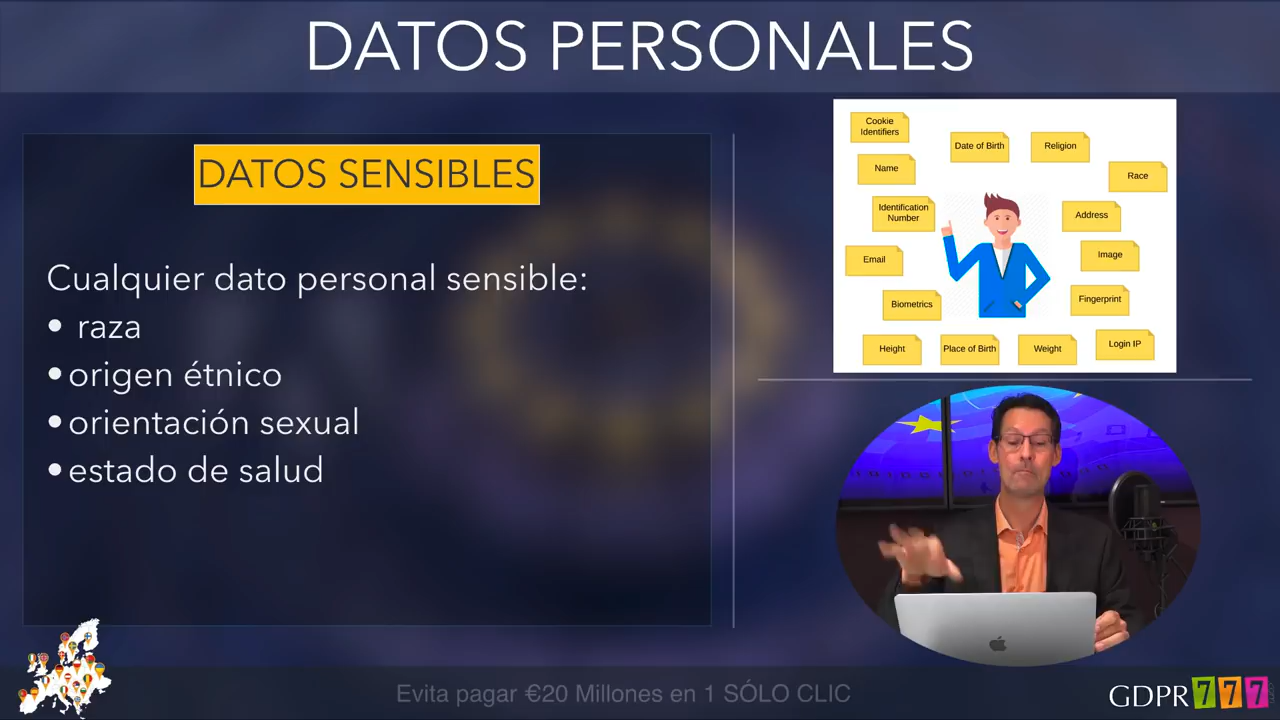 DATOS PERSONALES
DATOS SENSIBLES
Cualquier dato personal sensible:
• raza
• origen étnico
• orientación sexual
• estado de salud
Cookie
Identifiers
Date of Birth
Religion
Name
Race
Identification
Number
Address
Email
Image
Biometrics
Fingerprint
Height
Place of Birth
Weight
Login IP
Evita pagar €20 Millones en 1 SÓLO CLIC
GDPR777